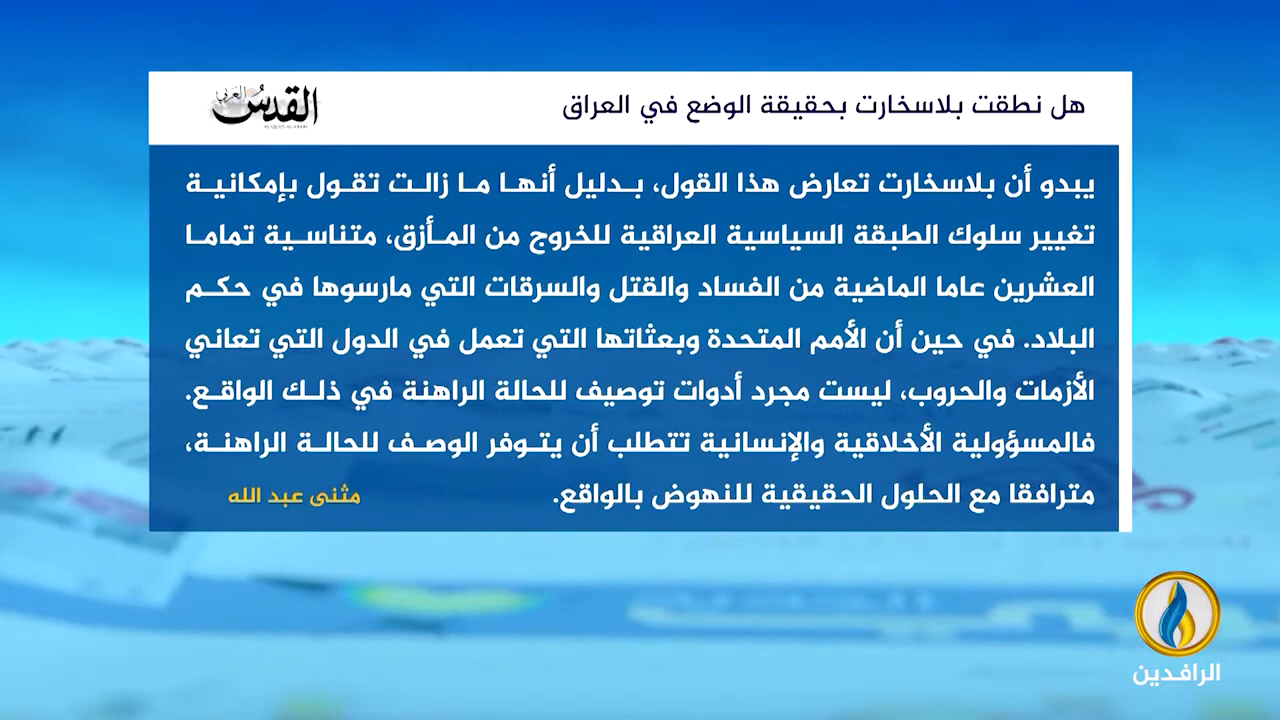 هل نطقت بلاسخارت بحقيقة الوضع في العراق
القدس العربي
يبدو أن بلاسخارت تعارض هذا القول، بدليل أنها ما زالت تقول بإمكانية
تغيير سلوك الطبقة السياسية العراقية للخروج من المأزق، متناسية تماما
العشرين عاما الماضية من الفساد والقتل والسرقات التي مارسوها في حكم
البلاد. في حين أن الأمم المتحدة وبعثاتها التي تعمل في الدول التي تعاني
الأزمات والحروب، ليست مجرد أدوات توصيف للحالة الراهنة في ذلك الواقع.
فالمسؤولية الأخلاقية والإنسانية تتطلب أن يتوفر الوصف للحالة الراهنة،
مترافقا مع الحلول الحقيقية للنهوض بالواقع.
مثنى عبد الله
الرافدين